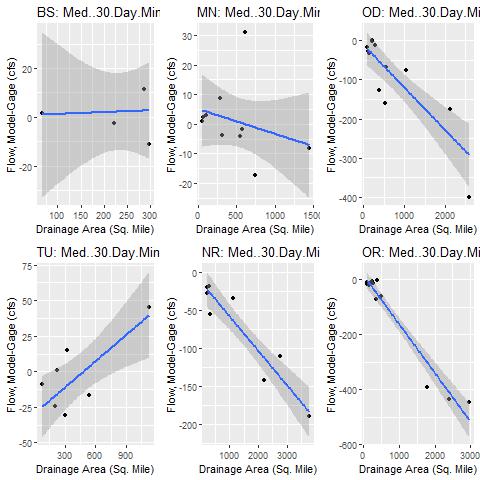 BS: Med..30.Day.Min
MN: Med..30.Day.Mi
OD: Med..30.Day.Mi
Flow, Model-Gage (cfs)
20
0
-20
100
200
300
Drainage Area (Sq. Mile)
Flow, Model-Gage (cfs)
30
20
10
0
-10
-20
0
500
1000
1500
Drainage Area (Sq. Mile)
Flow, Model-Gage (cfs)
0
-100
-200
-300
-400
0
1000
2000
Drainage Area (Sq. Mile)
TU: Med..30.Day.Min
NR: Med..30.Day.Mi
OR: Med..30.Day.Mi
Flow, Model-Gage (cfs)
75
50
25
0
-25
-50
300
600
900
Drainage Area (Sq. Mile)
Flow, Model-Gage (cfs)
0
-50
-100
-150
-200
1000
2000
3000
Drainage Area (Sq. Mile)
Flow, Model-Gage (cfs)
0
-200
-400
-600
0
1000
2000
3000
Drainage Area (Sq. Mile)